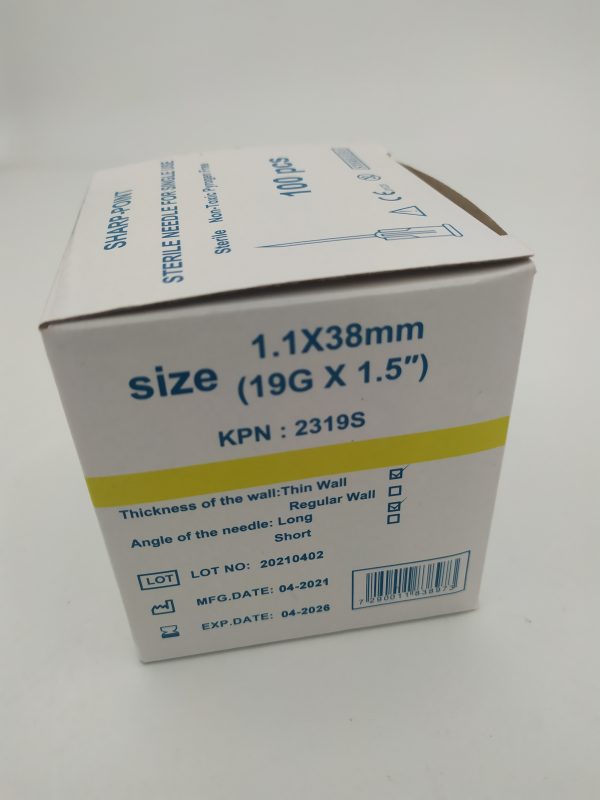 SHARP-POINT
STERILE NEEDLE FOR SINGLE USE
Sterile Non-Toxic Pyrogen Free
100 pcs
CE
size 1.1X38mm
(19G X 1.5")
KPN : 2319S
Thickness of the wall:Thin Wall
Regular Wall
Angle of the needle: Long
Short
LOT LOT NO: 20210402
MFG.DATE: 04-2021
EXP.DATE: 04-2026